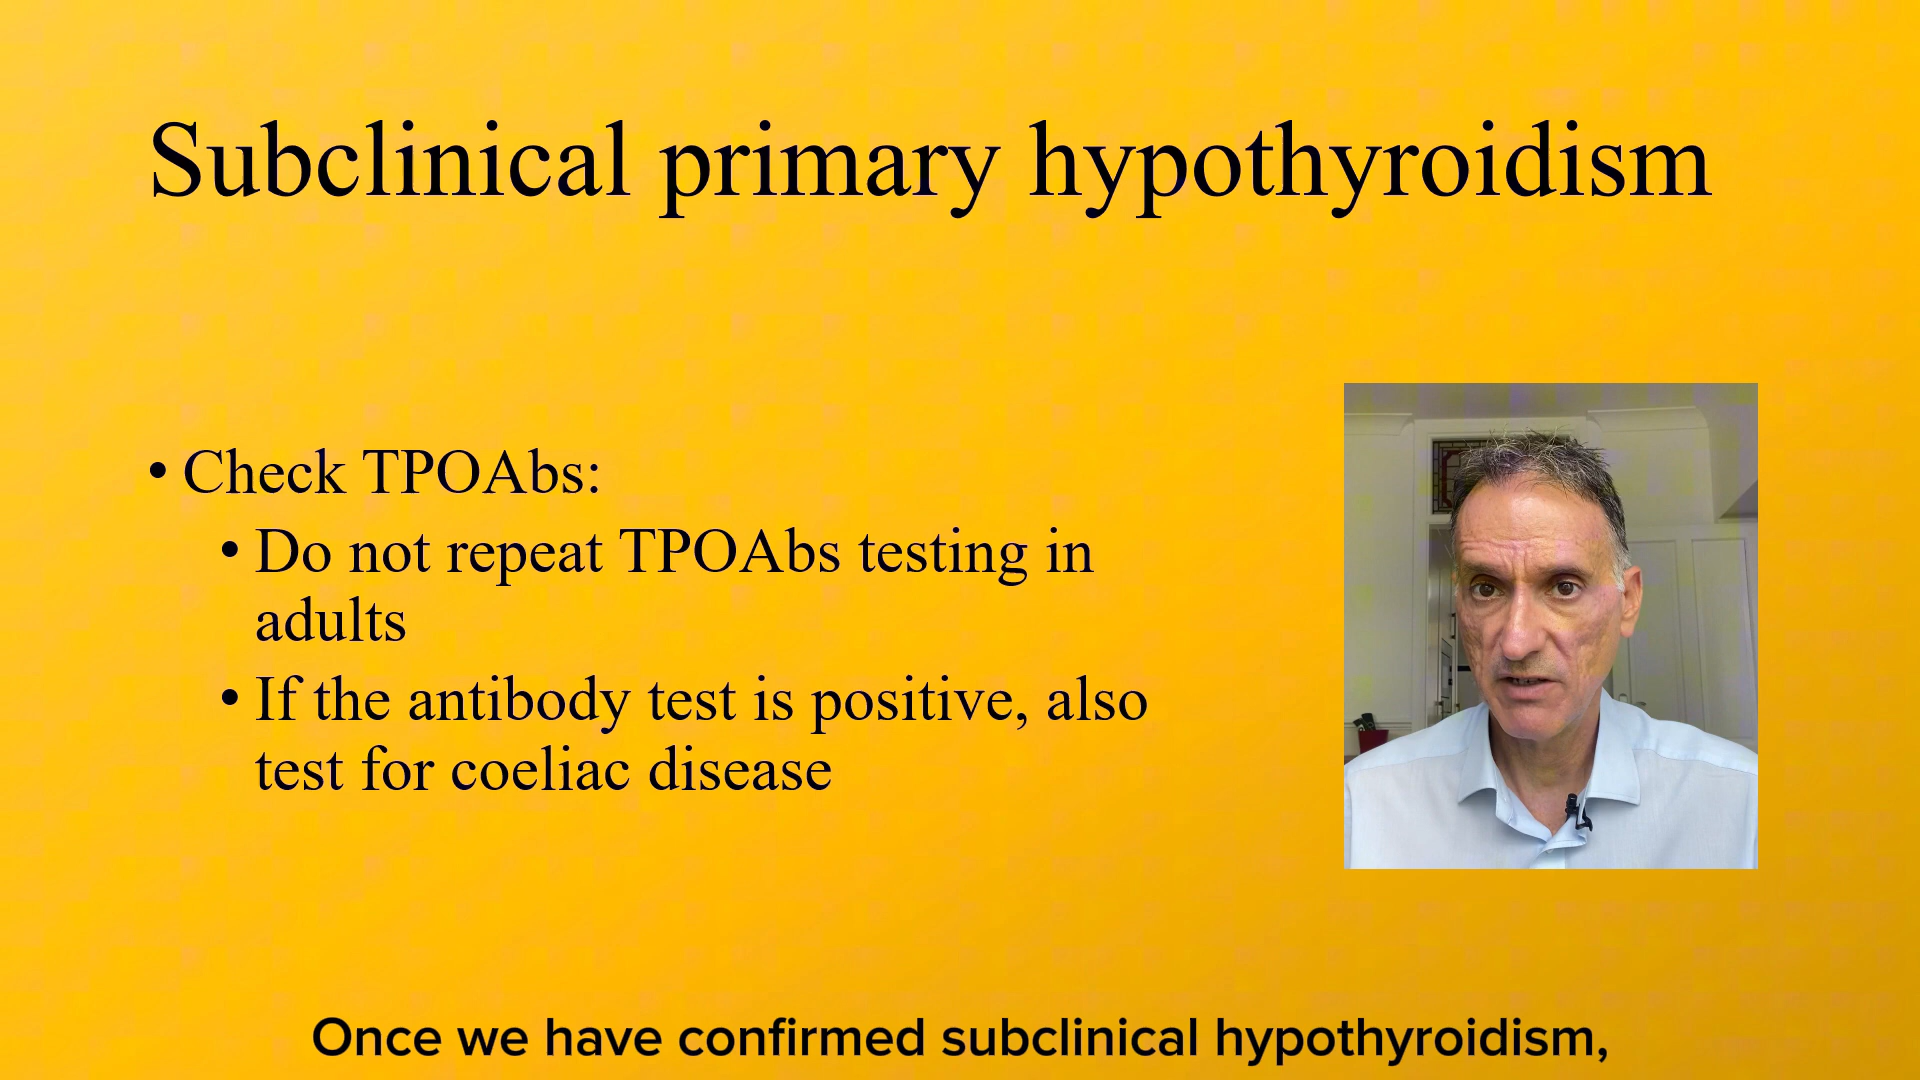 Subclinical primary hypothyroidism
• Check TPOAbs:
• Do not repeat TPOAbs testing in
adults
• If the antibody test is positive, also
test for coeliac disease
Once we have confirmed subclinical hypothyroidism,